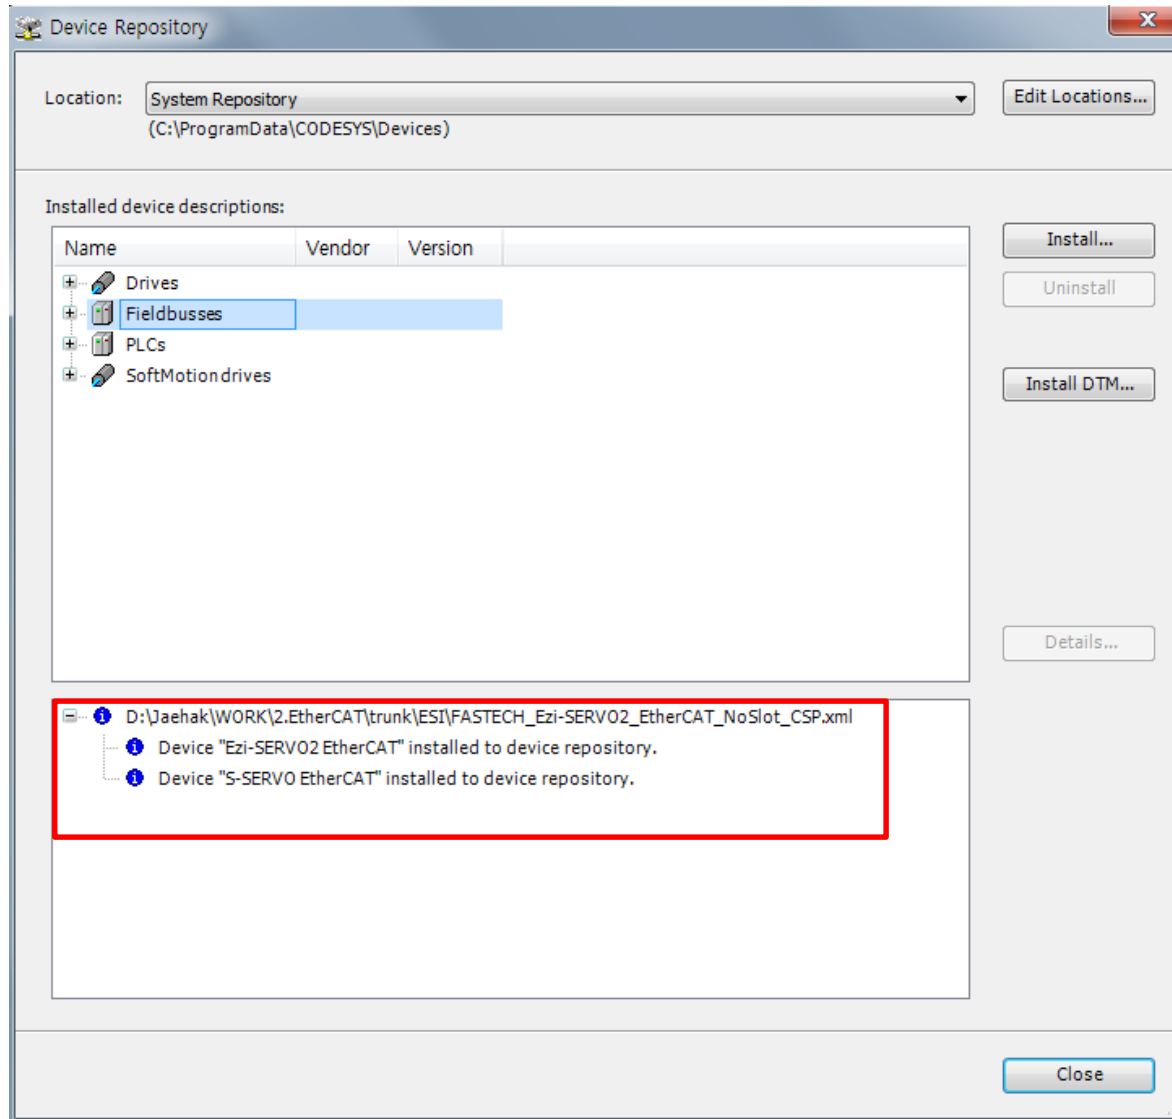 Device Repository
Location:
System Repository
Edit Locations...
(C:\ProgramData\CODESYS\Devices)
Installed device descriptions:
Name Vendor Version
Install...
Drives
Uninstall
Fieldbusses
PLCs
SoftMotion drives
Install DTM...
Details...
D:\Jaehak\WORK\2.EtherCAT\trunk\ESI\FASTECH_Ezi-SERVO2_EtherCAT_NoSlot_CSP.xml
Device "Ezi-SERVO2 EtherCAT" installed to device repository.
Device "S-SERVO EtherCAT" installed to device repository.
Close